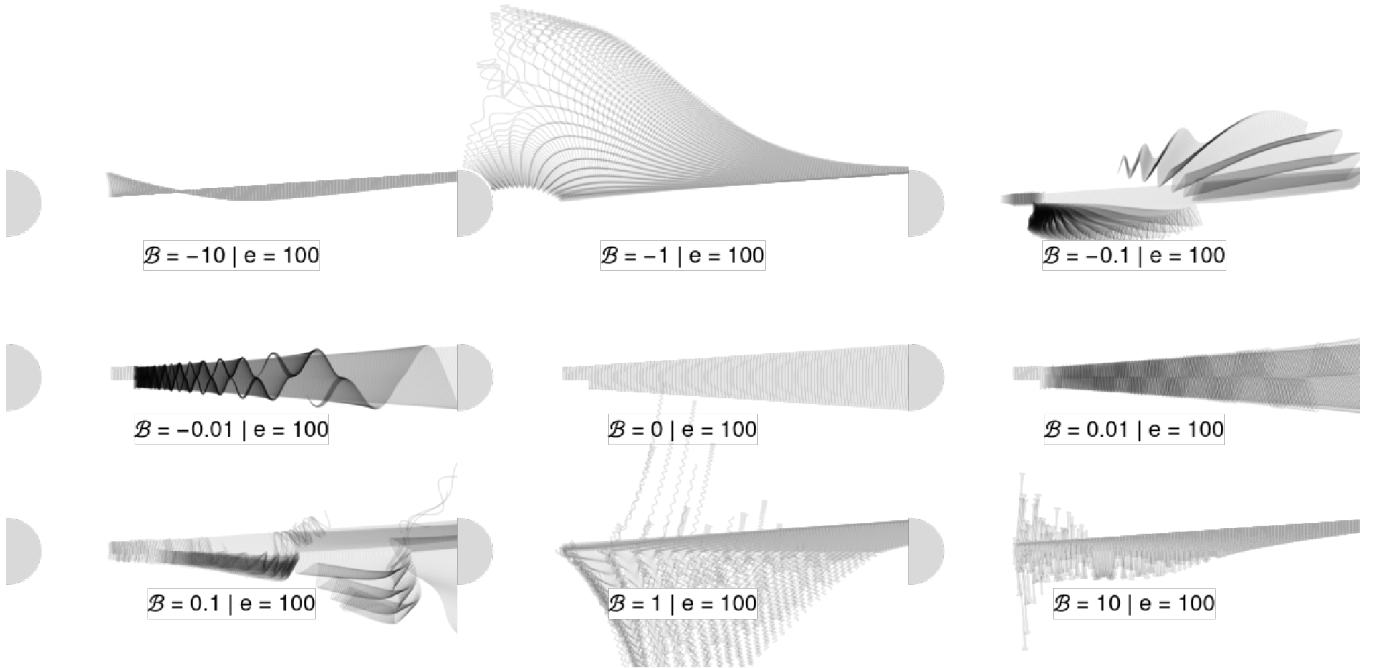 ℬ = −10 | e = 100
ℬ = −1 | e = 100
ℬ = −0.1 | e = 100
ℬ = −0.01 | e = 100
ℬ = 0 | e = 100
ℬ = 0.01 | e = 100
ℬ = 0.1 | e = 100
ℬ = 1 | e = 100
ℬ = 10 | e = 100